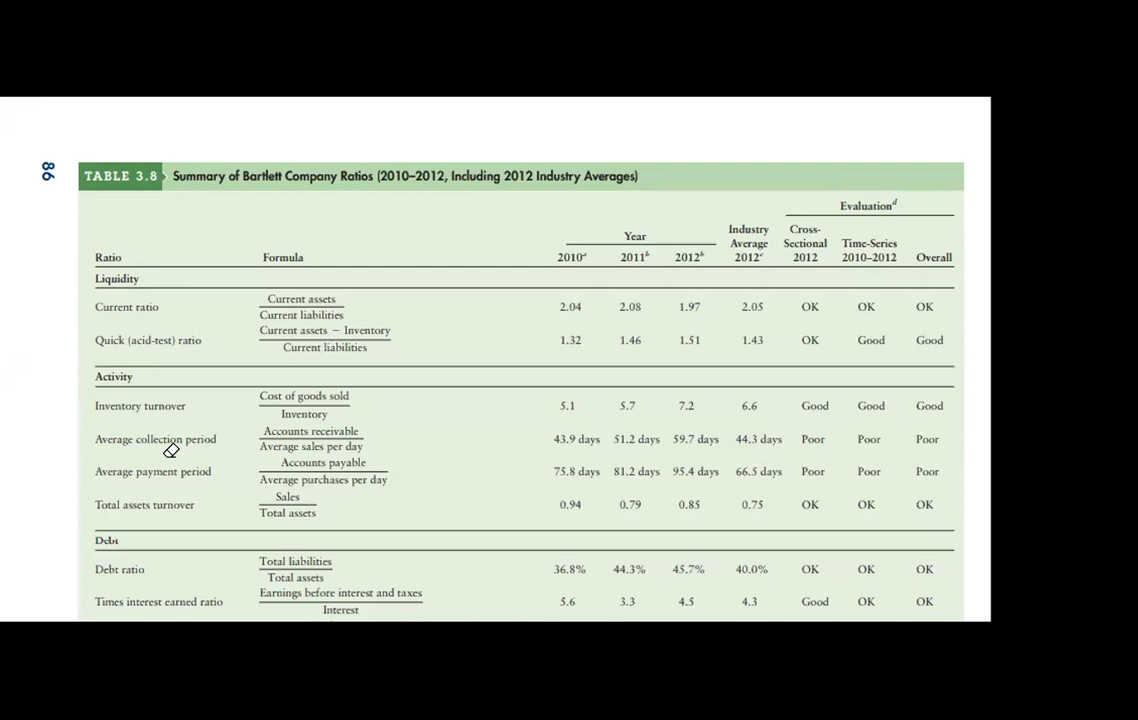 86
TABLE 3.8 Summary of Bartlett Company Ratios (2010–2012, Including 2012 Industry Averages)
Evaluation^d
Year Industry Average 2012^c Cross-Sectional 2012 Time-Series 2010–2012 Overall
Ratio Formula 2010^a 2011^b 2012^b
Liquidity
Current ratio Current assets / Current liabilities 2.04 2.08 1.97 2.05 OK OK OK
Quick (acid-test) ratio Current assets − Inventory / Current liabilities 1.32 1.46 1.51 1.43 OK Good Good
Activity
Inventory turnover Cost of goods sold / Inventory 5.1 5.7 7.2 6.6 Good Good Good
Average collection period Accounts receivable / Average sales per day 43.9 days 51.2 days 59.7 days 44.3 days Poor Poor Poor
Average payment period Accounts payable / Average purchases per day 75.8 days 81.2 days 95.4 days 66.5 days Poor Poor Poor
Total assets turnover Sales / Total assets 0.94 0.79 0.85 0.75 OK OK OK
Debt
Debt ratio Total liabilities / Total assets 36.8% 44.3% 45.7% 40.0% OK OK OK
Times interest earned ratio Earnings before interest and taxes / Interest 5.6 3.3 4.5 4.3 Good OK OK